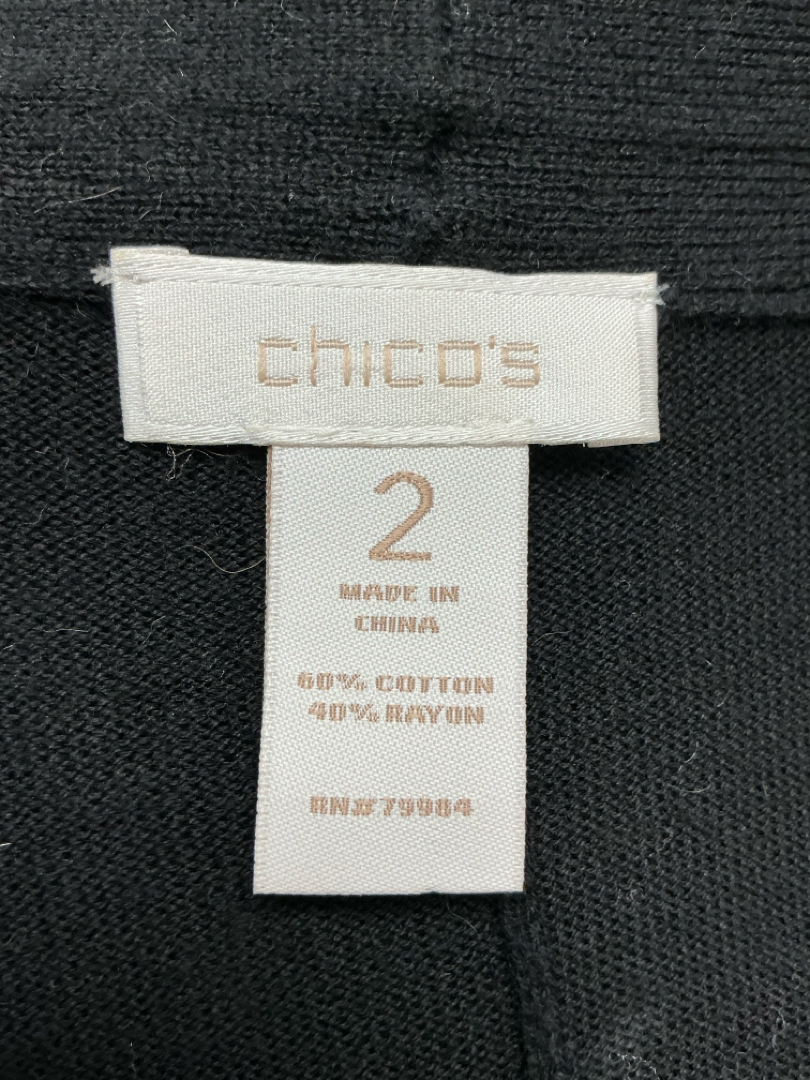 chico's
2
MADE IN
CHINA
60% COTTON
40% RAYON
RN#79984